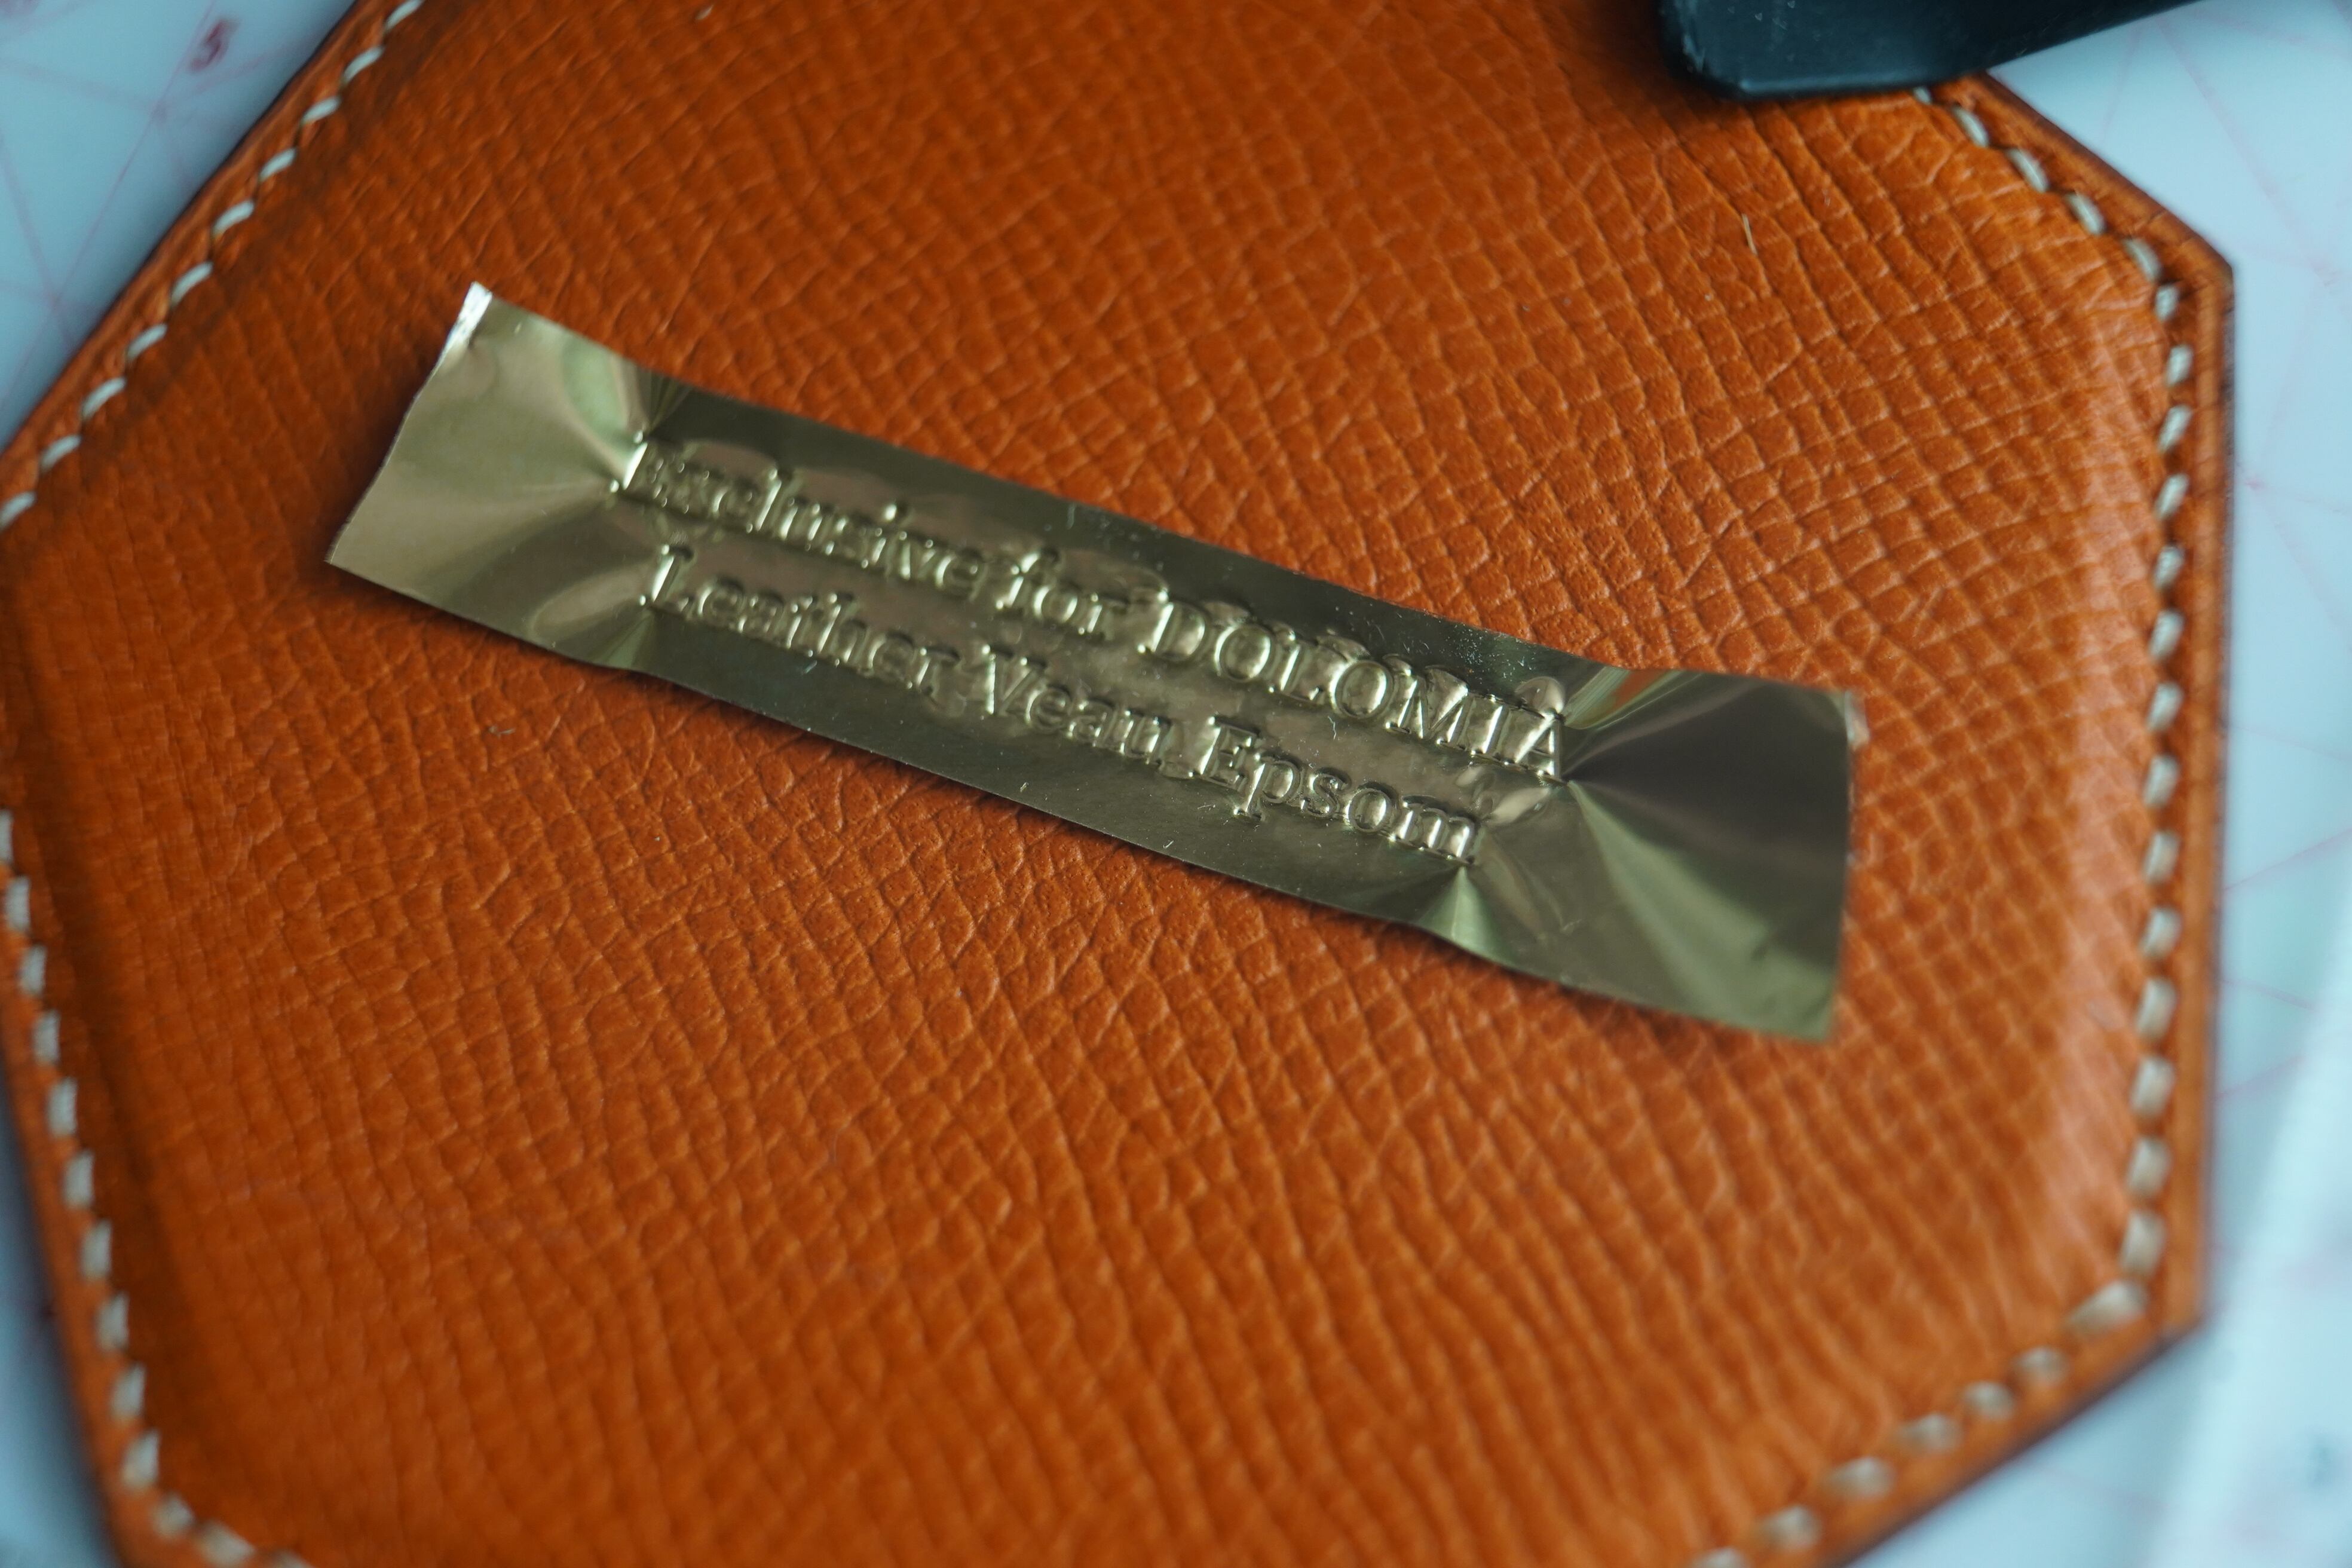 Exclusive for DOLOMIA
Leather Veau Epsom